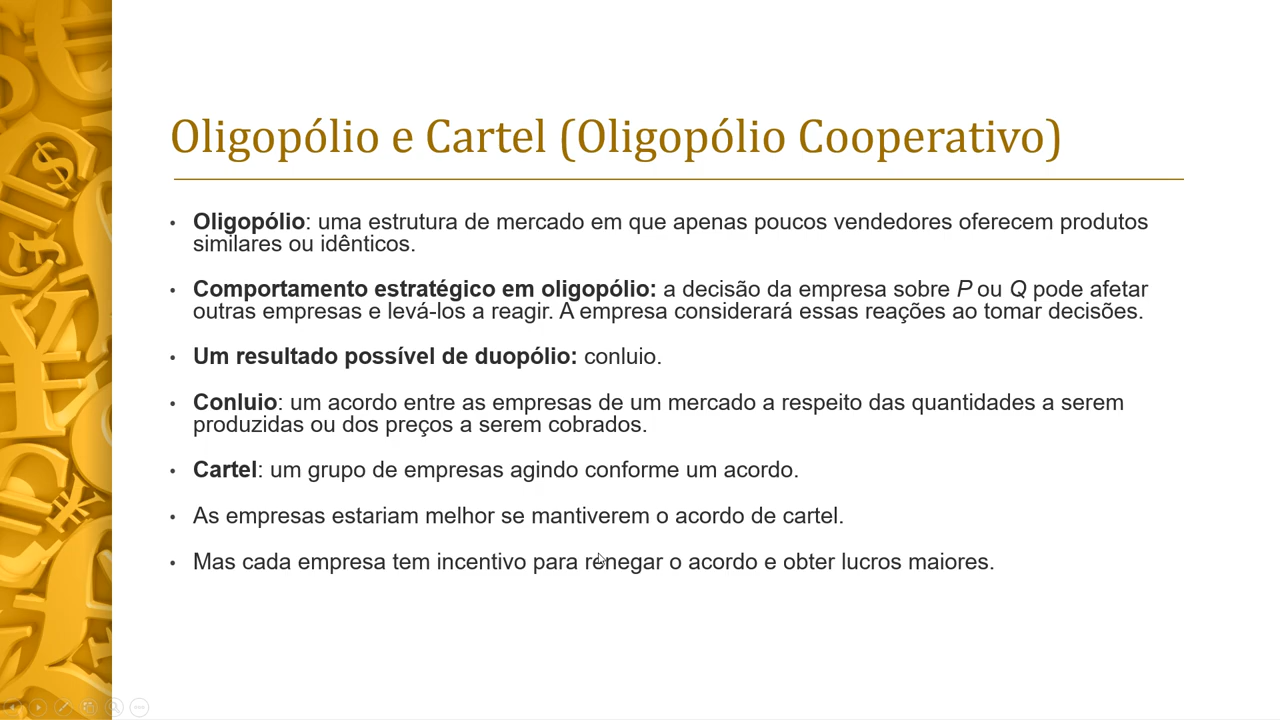 Oligopólio e Cartel (Oligopólio Cooperativo)
• Oligopólio: uma estrutura de mercado em que apenas poucos vendedores oferecem produtos
similares ou idênticos.
• Comportamento estratégico em oligopólio: a decisão da empresa sobre P ou Q pode afetar
outras empresas e levá-los a reagir. A empresa considerará essas reações ao tomar decisões.
• Um resultado possível de duopólio: conluio.
• Conluio: um acordo entre as empresas de um mercado a respeito das quantidades a serem
produzidas ou dos preços a serem cobrados.
• Cartel: um grupo de empresas agindo conforme um acordo.
• As empresas estariam melhor se mantiverem o acordo de cartel.
• Mas cada empresa tem incentivo para renegar o acordo e obter lucros maiores.